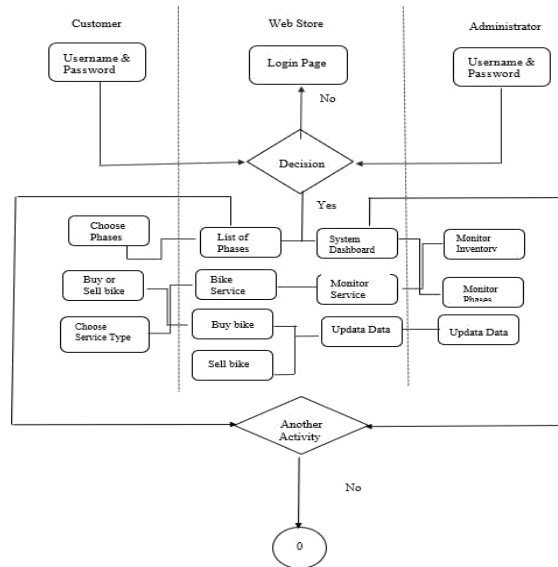 Customer
Web Store
Administrator
Username &
Password
Login Page
Username &
Password
No
Decision
Yes
Choose
Phases
List of
Phases
System
Dashboard
Monitor
Inventory
Buy or
Sell bike
Bike
Service
Monitor
Service
Monitor
Phases
Choose
Service Type
Buy bike
Updata Data
Updata Data
Sell bike
Another
Activity
No
0